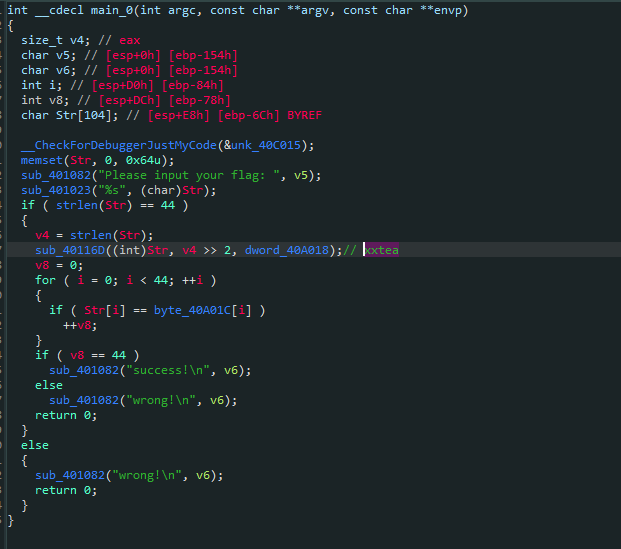 int __cdecl main_0(int argc, const char **argv, const char **envp)
{
  size_t v4; // eax
  char v5; // [esp+0h] [ebp-154h]
  char v6; // [esp+0h] [ebp-154h]
  int i; // [esp+D0h] [ebp-84h]
  int v8; // [esp+DCh] [ebp-78h]
  char Str[104]; // [esp+E8h] [ebp-6Ch] BYREF

  __CheckForDebuggerJustMyCode(&unk_40C015);
  memset(Str, 0, 0x64u);
  sub_401082("Please input your flag: ", v5);
  sub_401023("%s", (char)Str);
  if ( strlen(Str) == 44 )
  {
    v4 = strlen(Str);
    sub_40116D((int)Str, v4 >> 2, dword_40A018);// xxtea
    v8 = 0;
    for ( i = 0; i < 44; ++i )
    {
      if ( Str[i] == byte_40A01C[i] )
        ++v8;
    }
    if ( v8 == 44 )
      sub_401082("success!\n", v6);
    else
      sub_401082("wrong!\n", v6);
    return 0;
  }
  else
  {
    sub_401082("wrong!\n", v6);
    return 0;
  }
}